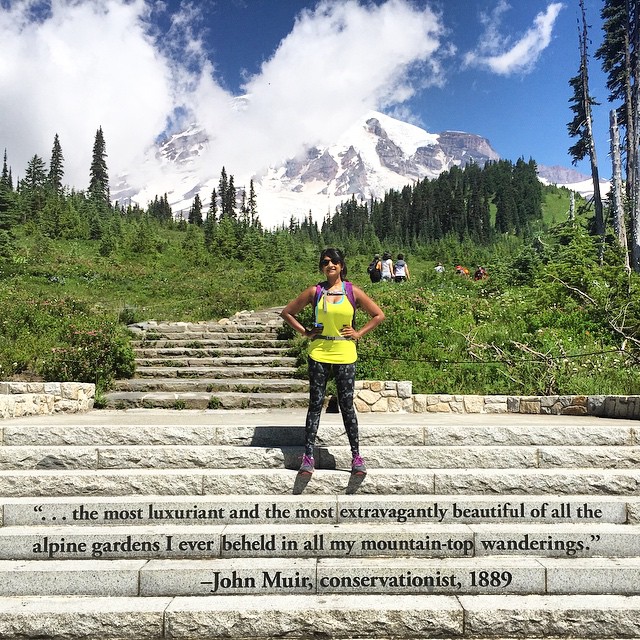 “. . . the most luxuriant and the most extravagantly beautiful of all the
alpine gardens I ever beheld in all my mountain-top wanderings.”
–John Muir, conservationist, 1889